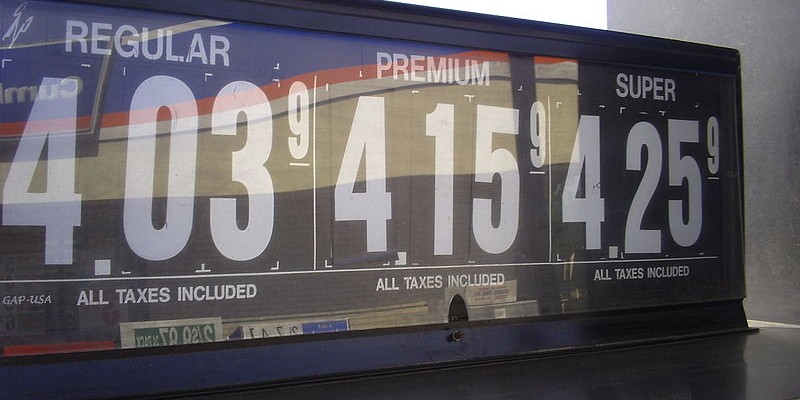 REGULAR
4.03 9
ALL TAXES INCLUDED
PREMIUM
4 15 9
ALL TAXES INCLUDED
SUPER
4.25 9
ALL TAXES INCLUDED
GAP-USA